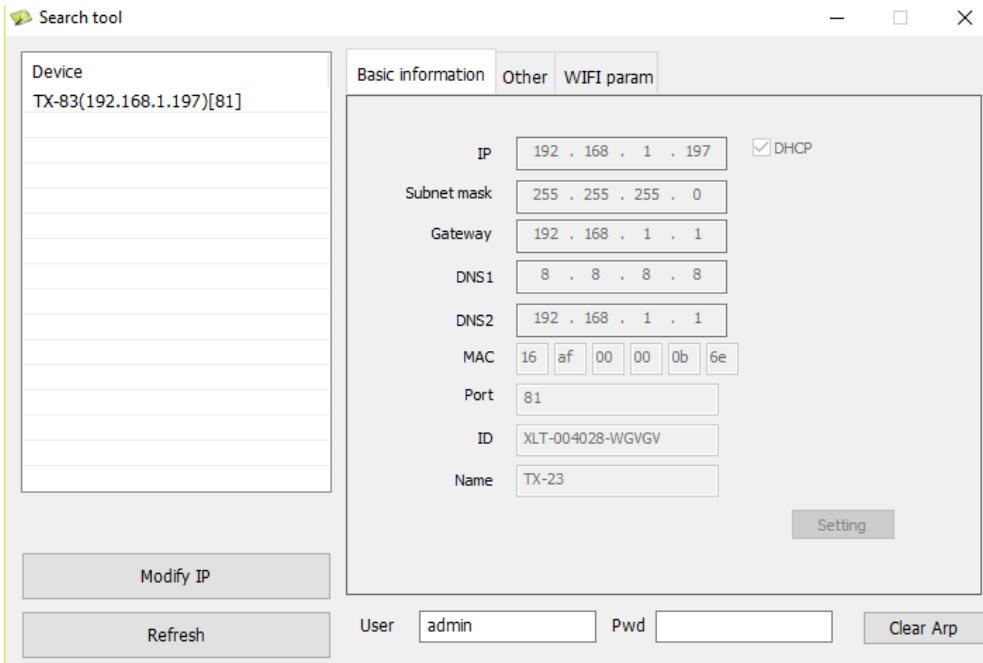 Search tool
Device
TX-83(192.168.1.197)[81]
Modify IP
Refresh
Basic information Other WIFI param
IP 192 . 168 . 1 . 197 DHCP
Subnet mask 255 . 255 . 255 . 0
Gateway 192 . 168 . 1 . 1
DNS1 8 . 8 . 8 . 8
DNS2 192 . 168 . 1 . 1
MAC 16 af 00 00 0b 6e
Port 81
ID XLT-004028-WGVGV
Name TX-23
Setting
User admin Pwd Clear Arp